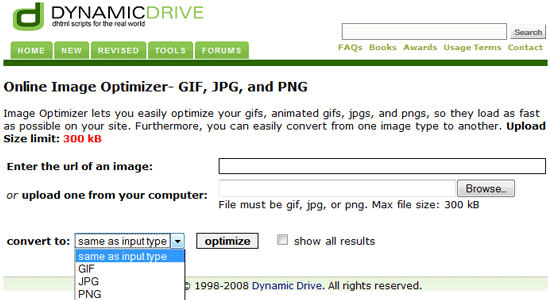 DYNAMICDRIVE
dhtml scripts for the real world
Search
HOME NEW REVISED TOOLS FORUMS
FAQs Books Awards Usage Terms Contact
Online Image Optimizer- GIF, JPG, and PNG
Image Optimizer lets you easily optimize your gifs, animated gifs, jpgs, and pngs, so they load as fast
as possible on your site. Furthermore, you can easily convert from one image type to another. Upload
Size limit: 300 kB
Enter the url of an image:
or upload one from your computer: Browse..
File must be gif, jpg, or png. Max file size: 300 kB
convert to: same as input type optimize show all results
same as input type
GIF
JPG
© 1998-2008 Dynamic Drive. All rights reserved.
PNG